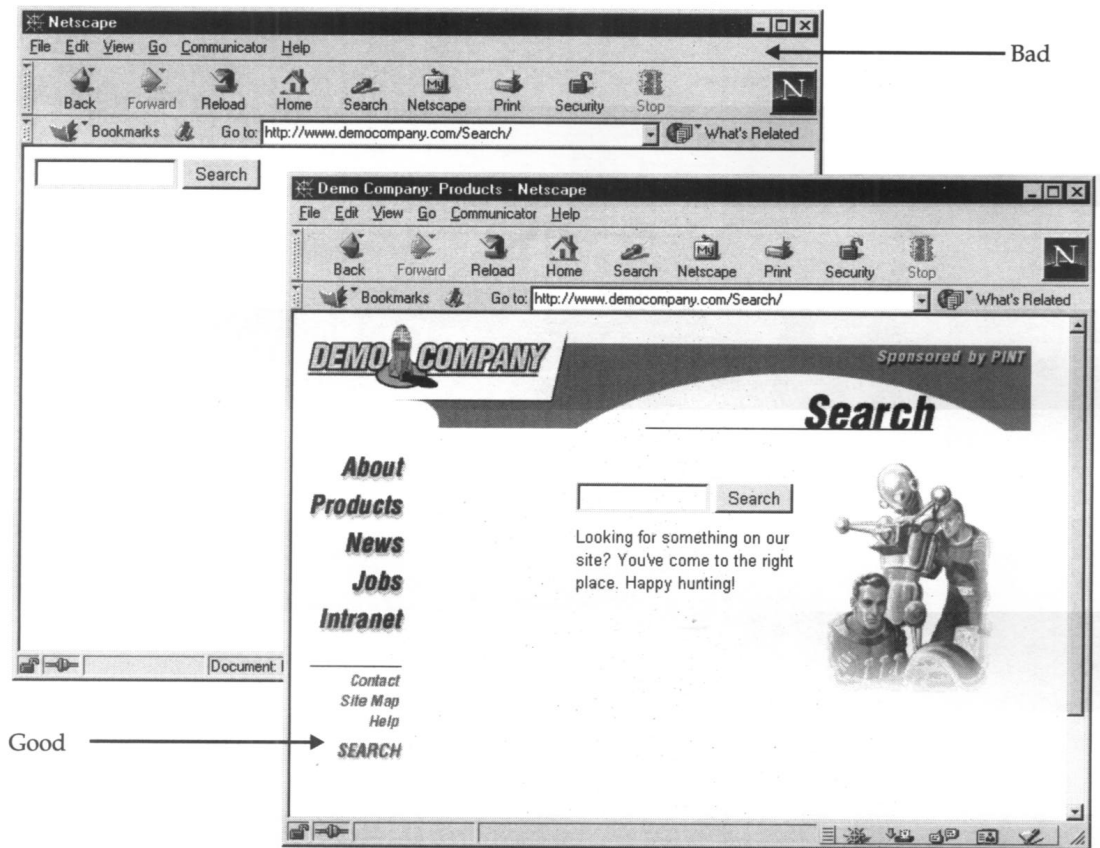 Netscape
File Edit View Go Communicator Help
Bad
Back Forward Reload Home Search Netscape Print Security Stop
N
Bookmarks Go to: http://www.democompany.com/Search/ What's Related
Search
Demo Company: Products - Netscape
File Edit View Go Communicator Help
Back Forward Reload Home Search Netscape Print Security Stop
N
Bookmarks Go to: http://www.democompany.com/Search/ What's Related
DEMO COMPANY
Sponsored by PINT
Search
About
Products
News
Jobs
Intranet
Search
Looking for something on our
site? You've come to the right
place. Happy hunting!
Document:
Contact
Site Map
Help
SEARCH
Good